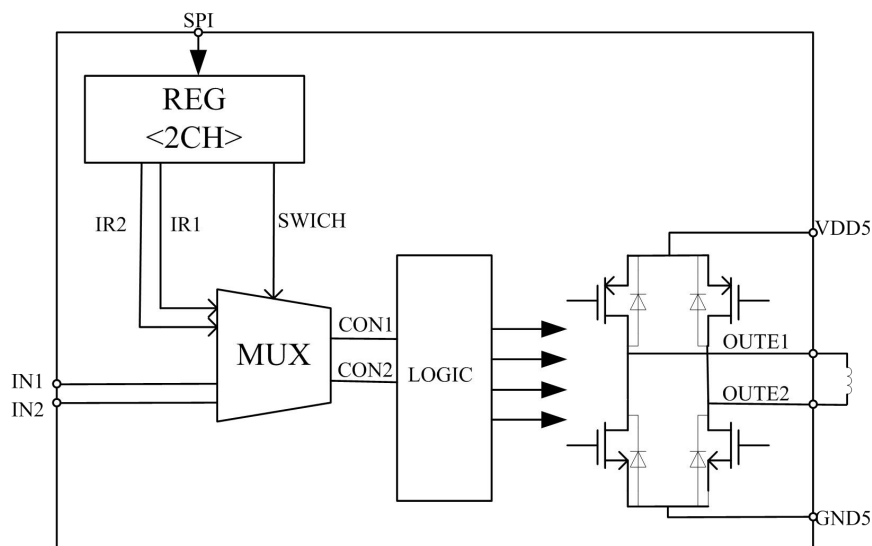 SPI
REG
<2CH>
IR2
IR1
SWICH
VDD5
CON1
MUX
CON2
LOGIC
OUTE1
OUTE2
IN1
IN2
GND5